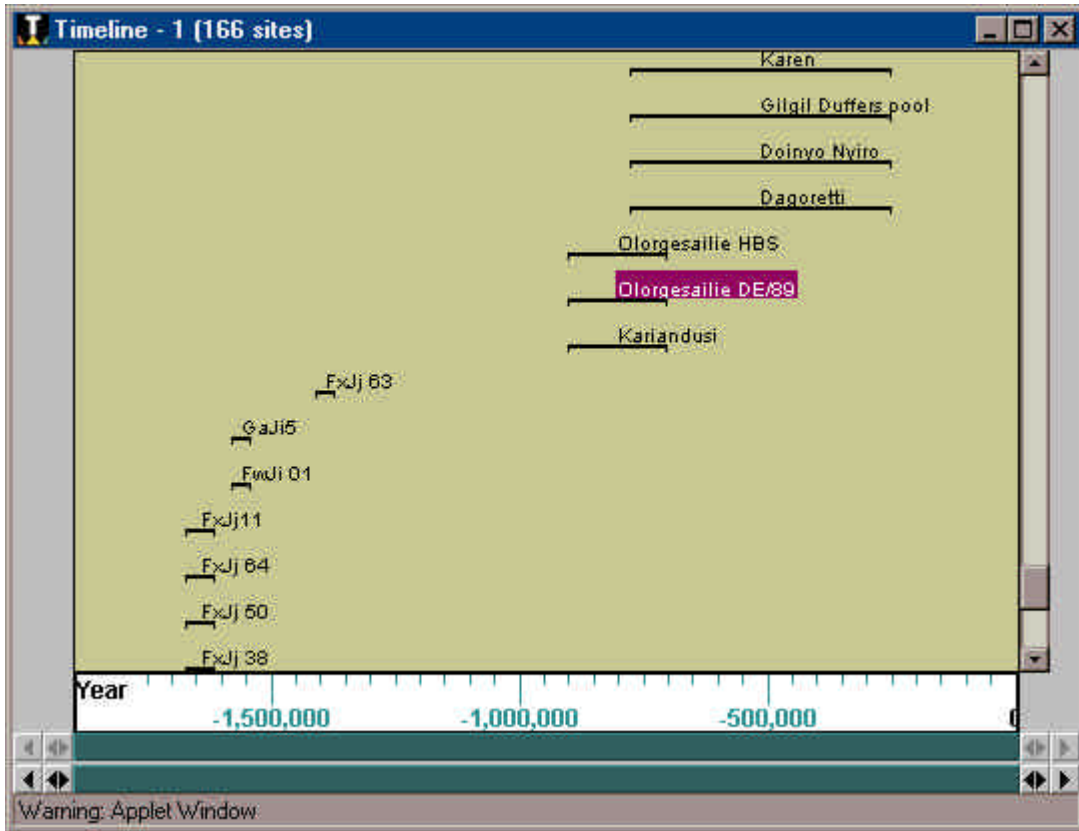 Timeline - 1 (166 sites)
Karen
Gilgil Duffers pool
Doinyo Nyiro
Dagoretti
Olorgesailie HBS
Olorgesailie DE/89
Kariandusi
FxJj 63
GaJi5
FwJi 01
FxJj11
FxJj 64
FxJj 50
FxJj 38
Year
-1,500,000 -1,000,000 -500,000 0
Warning: Applet Window